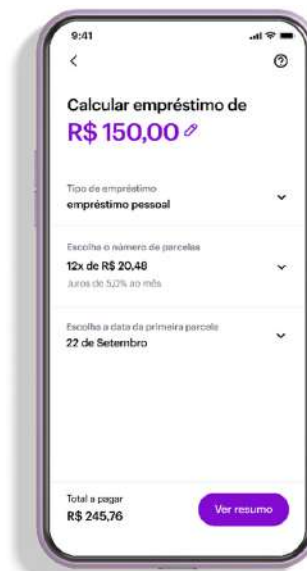 9:41
Calcular empréstimo de
R$ 150,00
Tipo de empréstimo
empréstimo pessoal
Escolha o número de parcelas
12x de R$ 20,48
Juros de 5,0% ao mês
Escolha a data da primeira parcela
22 de Setembro
Total a pagar
R$ 245,76
Ver resumo